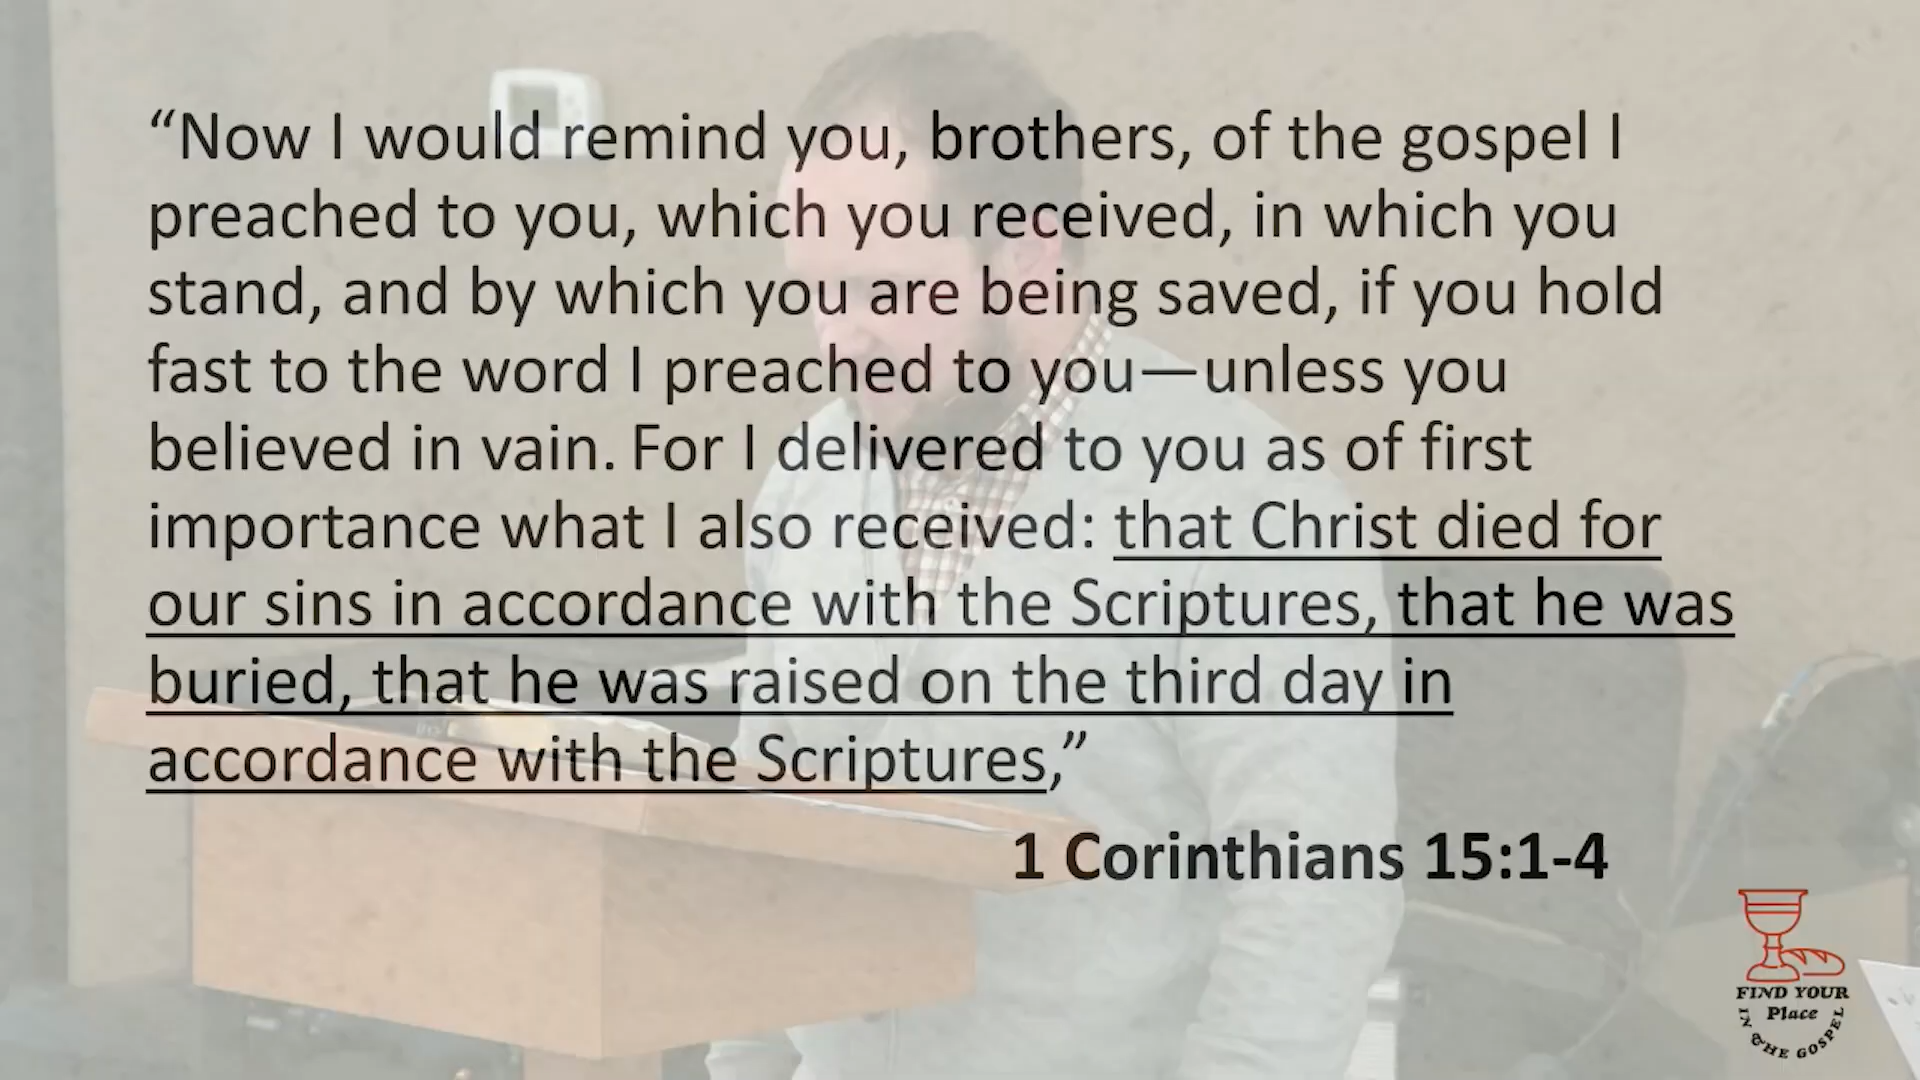 “Now I would remind you, brothers, of the gospel I
preached to you, which you received, in which you
stand, and by which you are being saved, if you hold
fast to the word I preached to you—unless you
believed in vain. For I delivered to you as of first
importance what I also received: that Christ died for
our sins in accordance with the Scriptures, that he was
buried, that he was raised on the third day in
accordance with the Scriptures,”
1 Corinthians 15:1-4
FIND YOUR
Place
IN THE GOSPEL